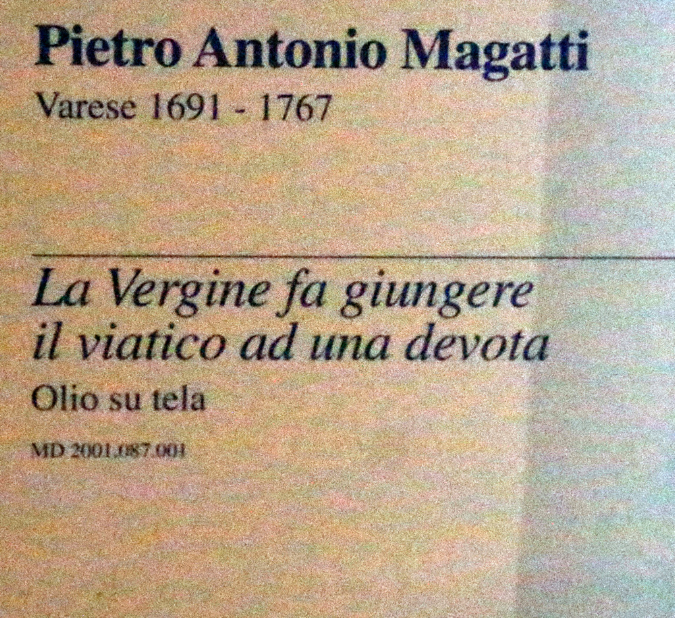 Pietro Antonio Magatti
Varese 1691 - 1767
La Vergine fa giungere
il viatico ad una devota
Olio su tela
MD 2001.087.001